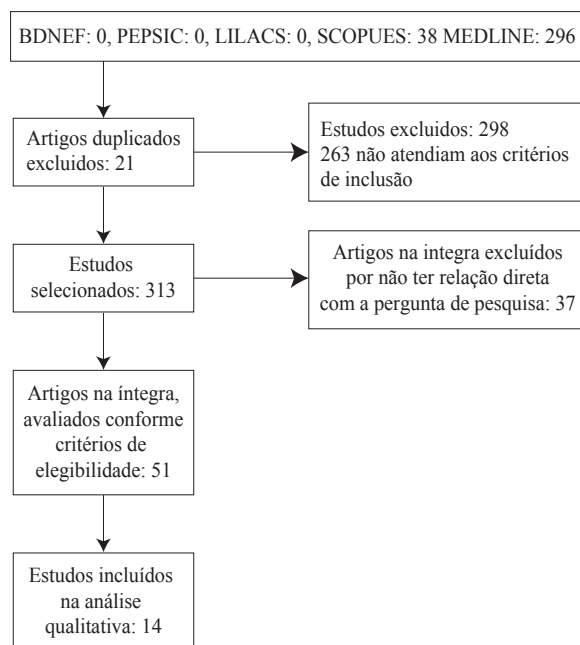 BDNEF: 0, PEPSIC: 0, LILACS: 0, SCOPUES: 38 MEDLINE: 296
Artigos duplicados
excluidos: 21
Estudos excluidos: 298
263 não atendiam aos critérios
de inclusão
Estudos
selecionados: 313
Artigos na integra excluídos
por não ter relação direta
com a pergunta de pesquisa: 37
Artigos na íntegra,
avaliados conforme
critérios de
elegibilidade: 51
Estudos incluídos
na análise
qualitativa: 14